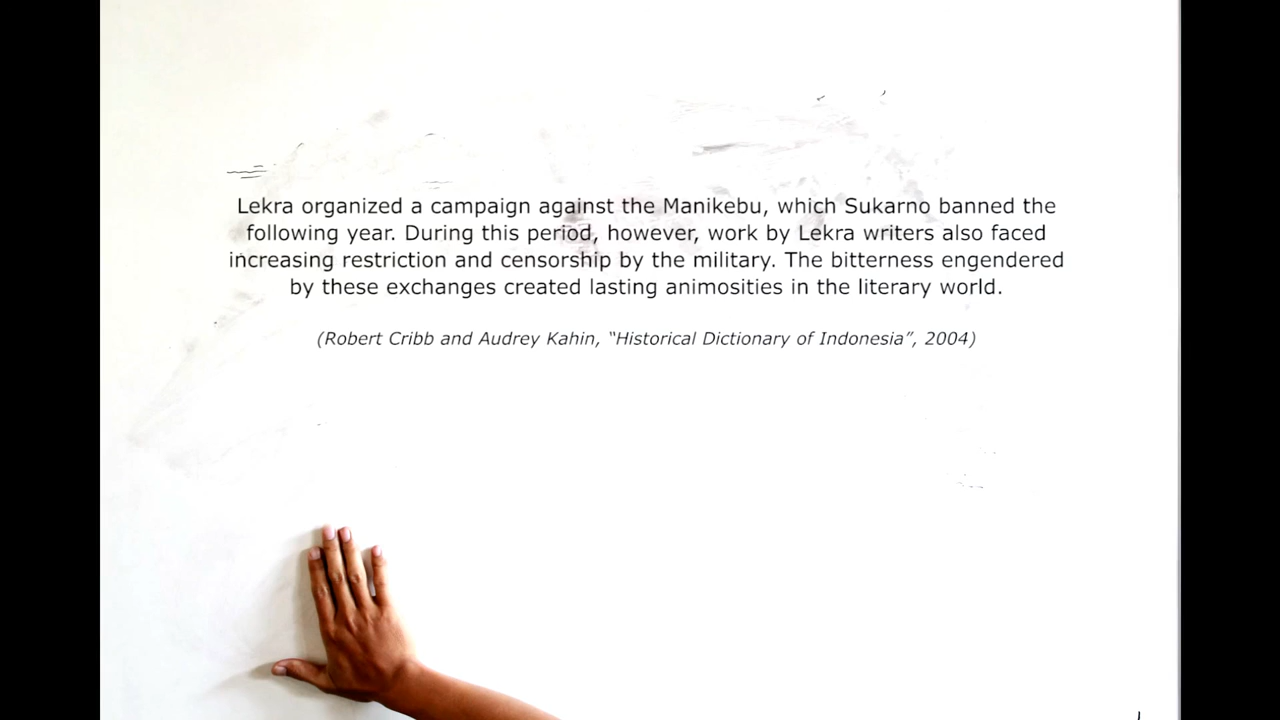 Lekra organized a campaign against the Manikebu, which Sukarno banned the
following year. During this period, however, work by Lekra writers also faced
increasing restriction and censorship by the military. The bitterness engendered
by these exchanges created lasting animosities in the literary world.
(Robert Cribb and Audrey Kahin, “Historical Dictionary of Indonesia”, 2004)